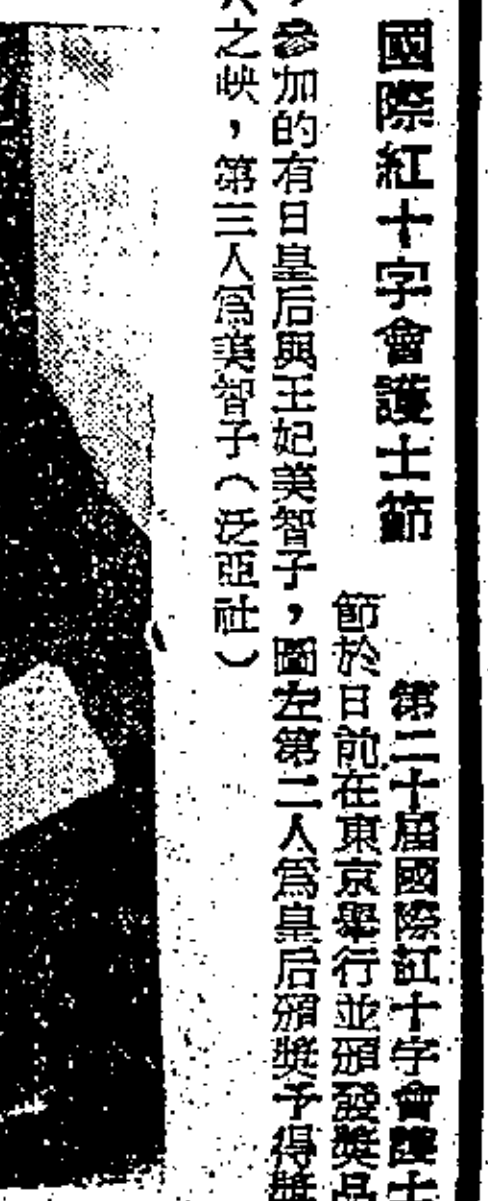 國際紅十字會護士節
第二十屆國際紅十字會護士
節於日前在東京舉行並頒發獎品
，參加的有日皇后與王妃美智子，圖左第二人爲皇后頒獎予得獎
之映，第三人爲美智子（泛亞社）